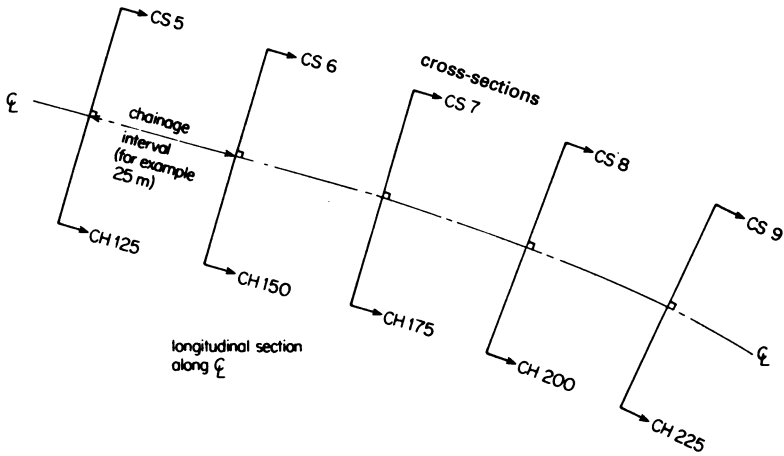 CS 5
CS 6
cross-sections
CS 7
CS 8
CS 9
℄
chainage
interval
(for example
25 m)
CH 125
CH 150
CH 175
CH 200
CH 225
longitudinal section
along ℄
℄